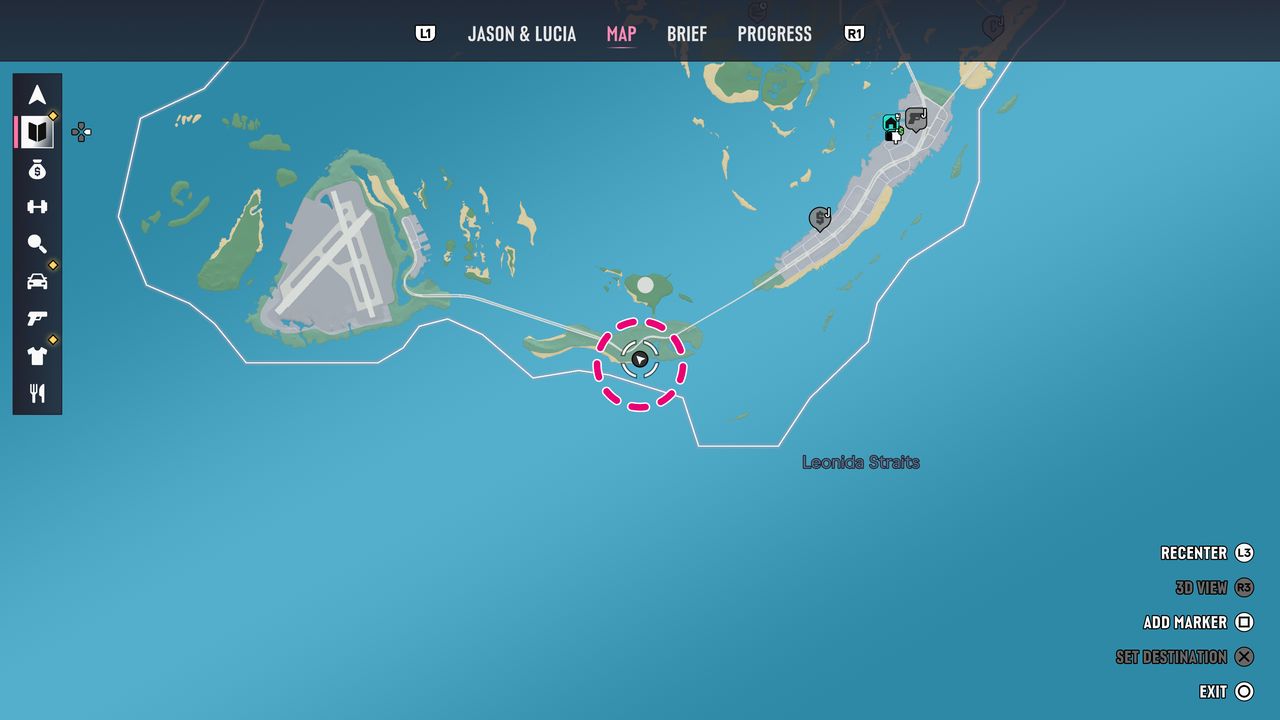 L1 JASON & LUCIA MAP BRIEF PROGRESS R1
Leonida Straits
RECENTER L3
3D VIEW R3
ADD MARKER
SET DESTINATION
EXIT